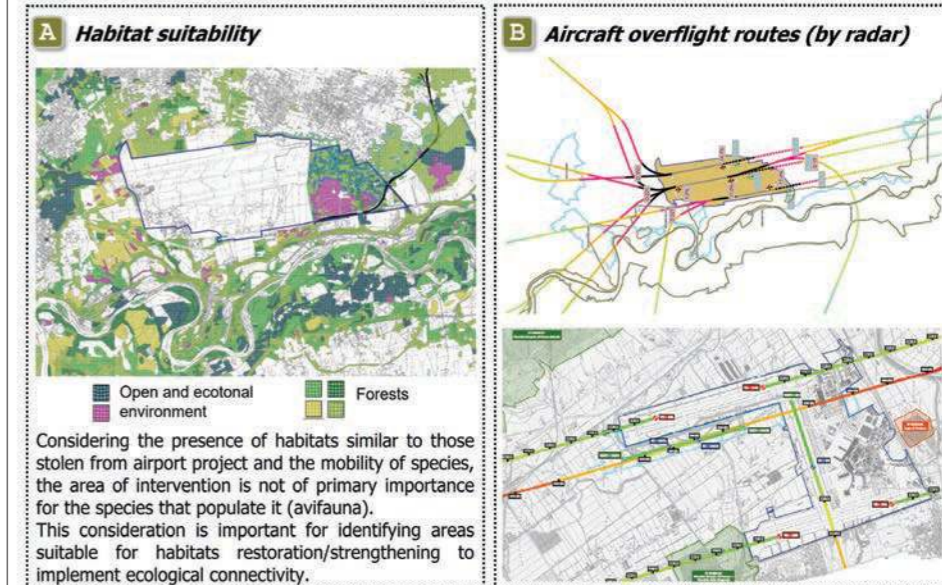 A Habitat suitability
Open and ecotonal
environment
Forests
Considering the presence of habitats similar to those
stolen from airport project and the mobility of species,
the area of intervention is not of primary importance
for the species that populate it (avifauna).
This consideration is important for identifying areas
suitable for habitats restoration/strengthening to
implement ecological connectivity.
B Aircraft overflight routes (by radar)